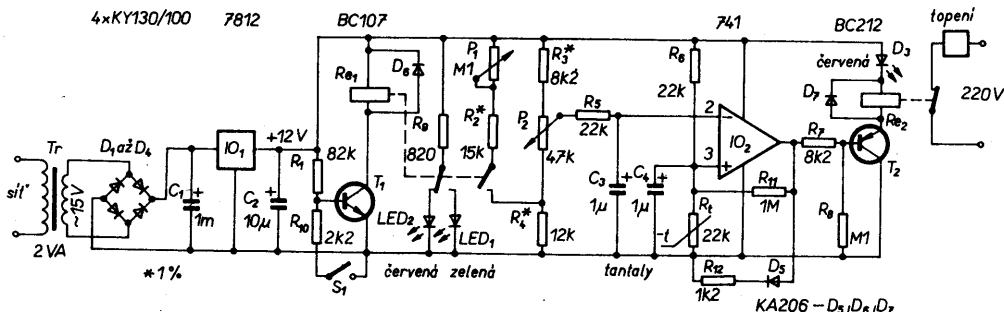 4xKY130/100
7812
BC107
741
BC212
topení
P1
M1
R3*
8k2
R6
22k
červená
D3
D6
Re1
D7
Re2
220V
Tr
D1 až D4
IO1
+12V
R1
82k
R9
820
R2*
15k
P2
47k
R5
22k
2
3
IO2
R7
8k2
T2
síť
~15V
2VA
C1
1m
C2
10μ
T1
R10
2k2
LED2
LED1
R4*
12k
C3
1μ
C4
1μ
Rt
22k
-t
R11
1M
R8
M1
*1%
S1
červená
zelená
tantaly
R12
1k2
D5
KA206 – D5, D6, D7